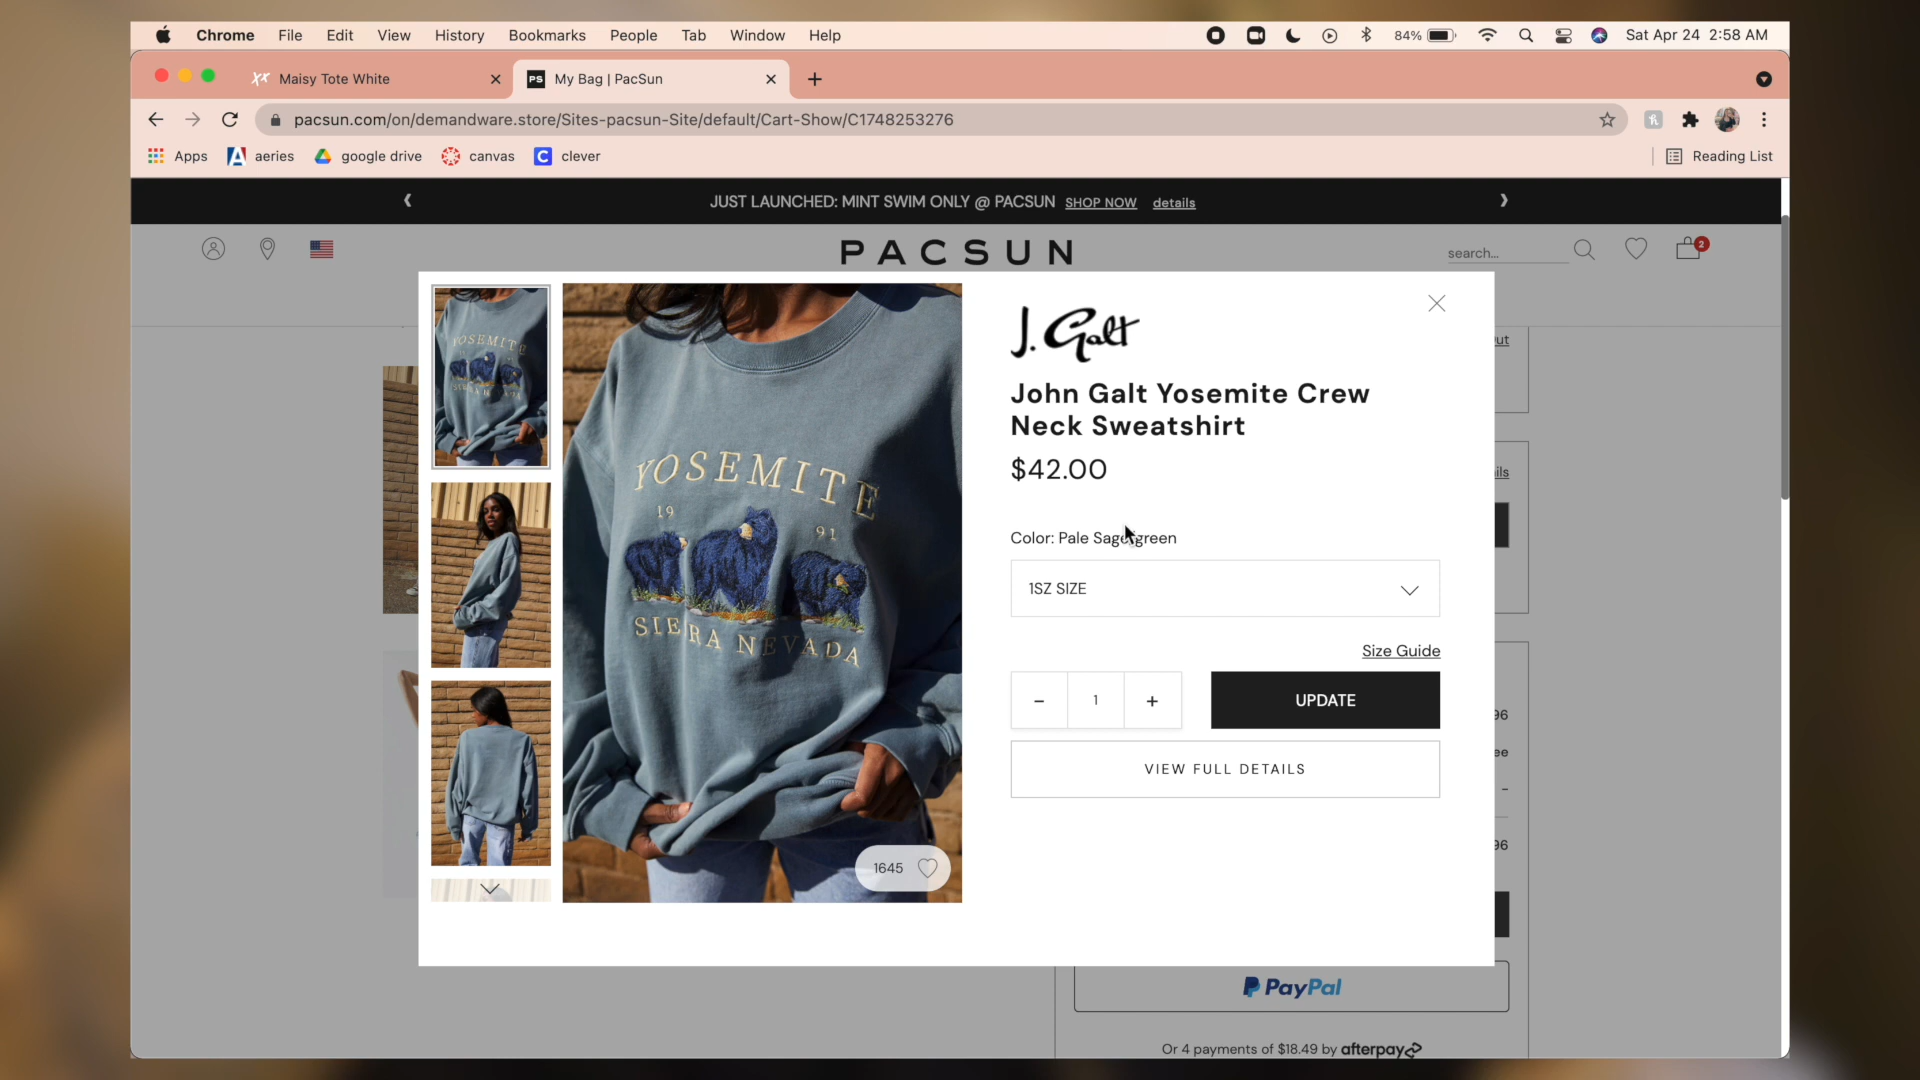 Chrome File Edit View History Bookmarks People Tab Window Help 84% Sat Apr 24 2:58 AM
Maisy Tote White
PS My Bag | PacSun
pacsun.com/on/demandware.store/Sites-pacsun-Site/default/Cart-Show/C1748253276
Apps aeries google drive canvas C clever Reading List
JUST LAUNCHED: MINT SWIM ONLY @ PACSUN SHOP NOW details
PACSUN
search...
2
J. Galt
John Galt Yosemite Crew
Neck Sweatshirt
$42.00
Color: Pale Sage green
1SZ SIZE
Size Guide
- 1 +
UPDATE
VIEW FULL DETAILS
YOSEMITE
19 91
SIERRA NEVADA
YOSEMITE
1645
PayPal
Or 4 payments of $18.49 by afterpay